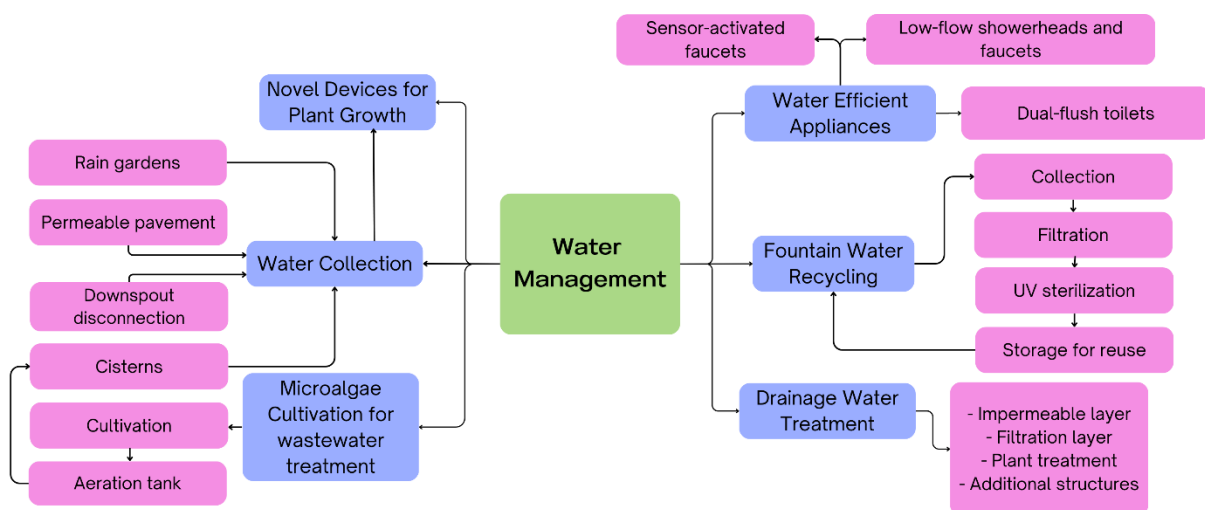 Sensor-activated
faucets
Low-flow showerheads and
faucets
Novel Devices for
Plant Growth
Water Efficient
Appliances
Dual-flush toilets
Rain gardens
Permeable pavement
Water Collection
Downspout
disconnection
Cisterns
Microalgae
Cultivation for
wastewater
treatment
Cultivation
Aeration tank
Water
Management
Fountain Water
Recycling
Collection
Filtration
UV sterilization
Storage for reuse
Drainage Water
Treatment
- Impermeable layer
- Filtration layer
- Plant treatment
- Additional structures